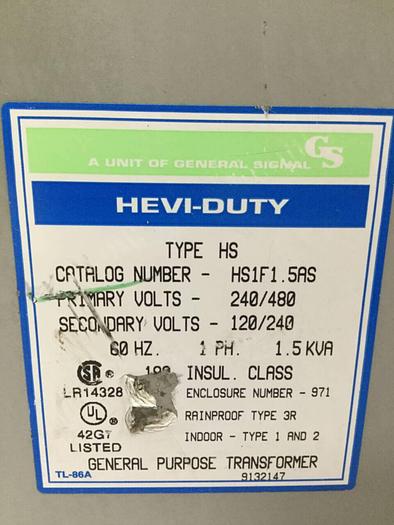 GS
A UNIT OF GENERAL SIGNAL
HEVI-DUTY
TYPE HS
CATALOG NUMBER - HS1F1.5AS
PRIMARY VOLTS - 240/480
SECONDARY VOLTS - 120/240
60 HZ. 1 PH. 1.5 KVA
INSUL. CLASS
LR14328 ENCLOSURE NUMBER - 971
UL RAINPROOF TYPE 3R
42G7 INDOOR - TYPE 1 AND 2
LISTED
GENERAL PURPOSE TRANSFORMER
TL-86A 9132147